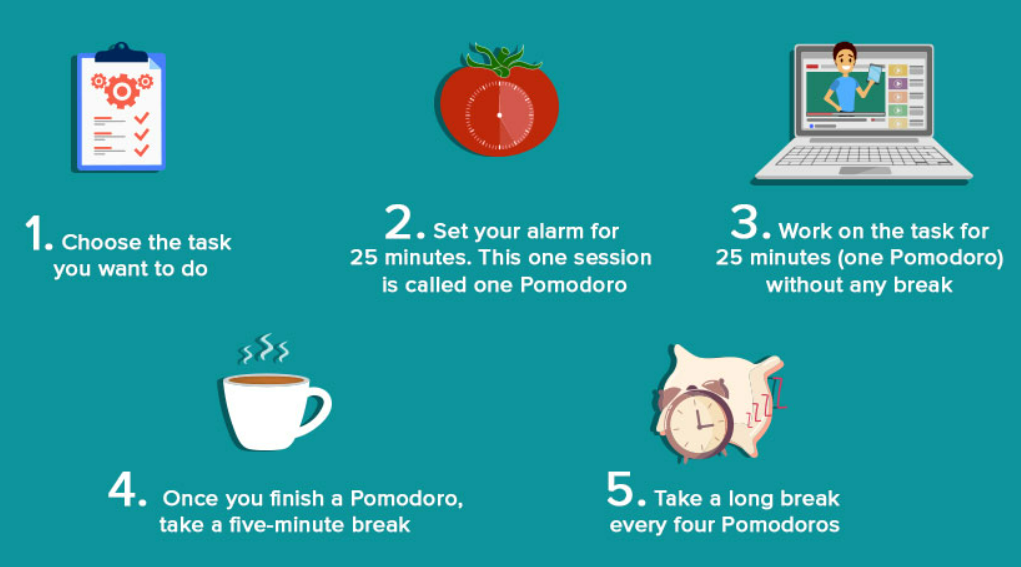 1. Choose the task
you want to do
2. Set your alarm for
25 minutes. This one session
is called one Pomodoro
3. Work on the task for
25 minutes (one Pomodoro)
without any break
4. Once you finish a Pomodoro,
take a five-minute break
zzzz
5. Take a long break
every four Pomodoros